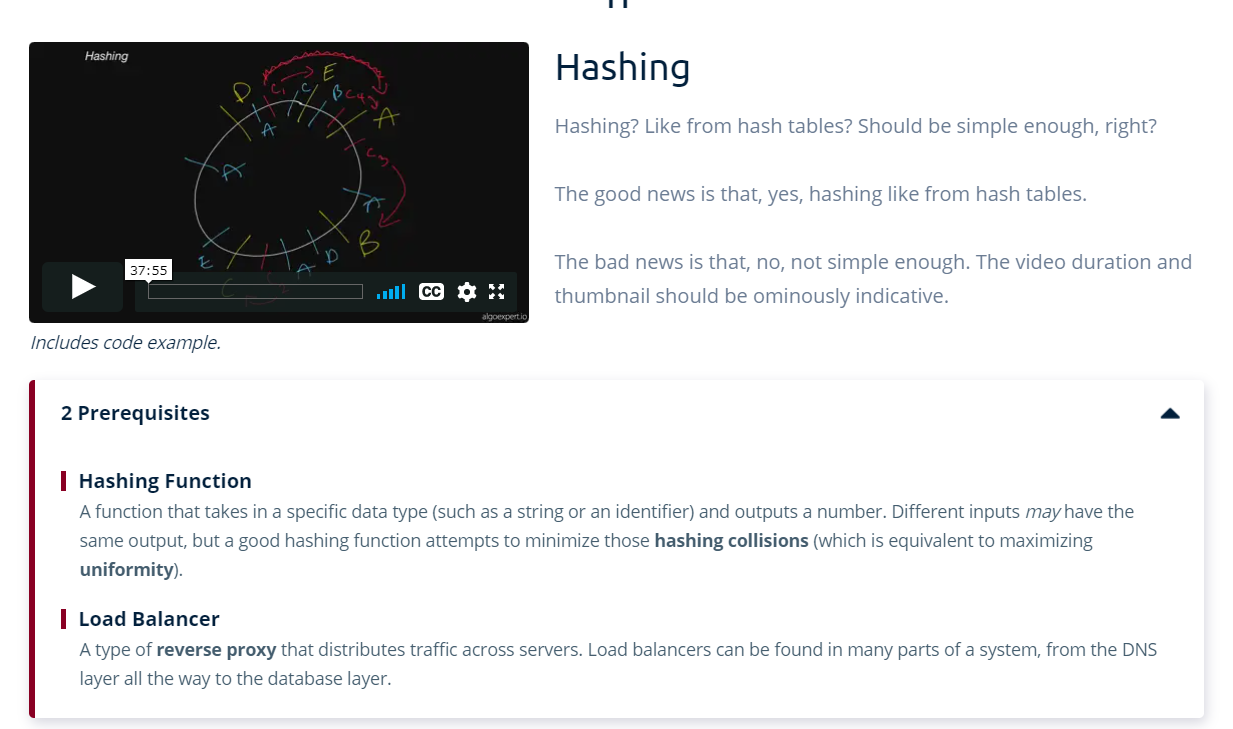 Hashing
D
E
C1
C
B
C4
A
A
C3
A
A
B
E
A
D
37:55
CC
algoexpert.io
Includes code example.
Hashing
Hashing? Like from hash tables? Should be simple enough, right?
The good news is that, yes, hashing like from hash tables.
The bad news is that, no, not simple enough. The video duration and
thumbnail should be ominously indicative.
2 Prerequisites
Hashing Function
A function that takes in a specific data type (such as a string or an identifier) and outputs a number. Different inputs may have the
same output, but a good hashing function attempts to minimize those hashing collisions (which is equivalent to maximizing
uniformity).
Load Balancer
A type of reverse proxy that distributes traffic across servers. Load balancers can be found in many parts of a system, from the DNS
layer all the way to the database layer.